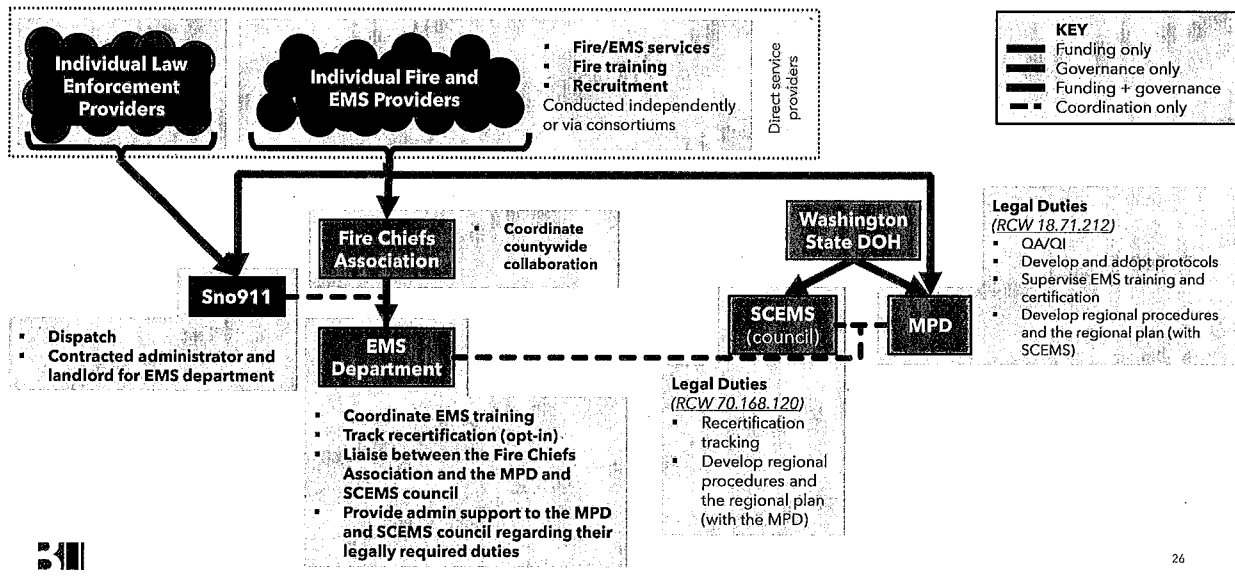 Individual Law
Enforcement
Providers
Individual Fire and
EMS Providers
▪ Fire/EMS services
▪ Fire training
▪ Recruitment
Conducted independently
or via consortiums
Direct service
providers
KEY
Funding only
Governance only
Funding + governance
Coordination only
Fire Chiefs
Association
▪ Coordinate
countywide
collaboration
Washington
State DOH
Legal Duties
(RCW 18.71.212)
▪ QA/QI
▪ Develop and adopt protocols
▪ Supervise EMS training and
certification
▪ Develop regional procedures
and the regional plan (with
SCEMS)
Sno911
▪ Dispatch
▪ Contracted administrator and
landlord for EMS department
EMS
Department
SCEMS
(council)
MPD
▪ Coordinate EMS training
▪ Track recertification (opt-in)
▪ Liaise between the Fire Chiefs
Association and the MPD and
SCEMS council
▪ Provide admin support to the MPD
and SCEMS council regarding their
legally required duties
Legal Duties
(RCW 70.168.120)
▪ Recertification
tracking
▪ Develop regional
procedures and
the regional plan
(with the MPD)
26